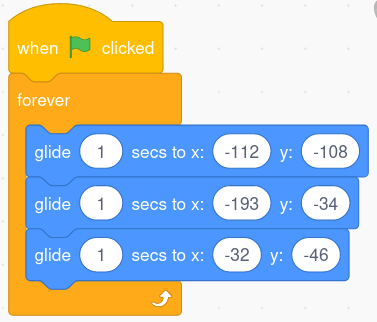 when clicked
forever
glide 1 secs to x: -112 y: -108
glide 1 secs to x: -193 y: -34
glide 1 secs to x: -32 y: -46